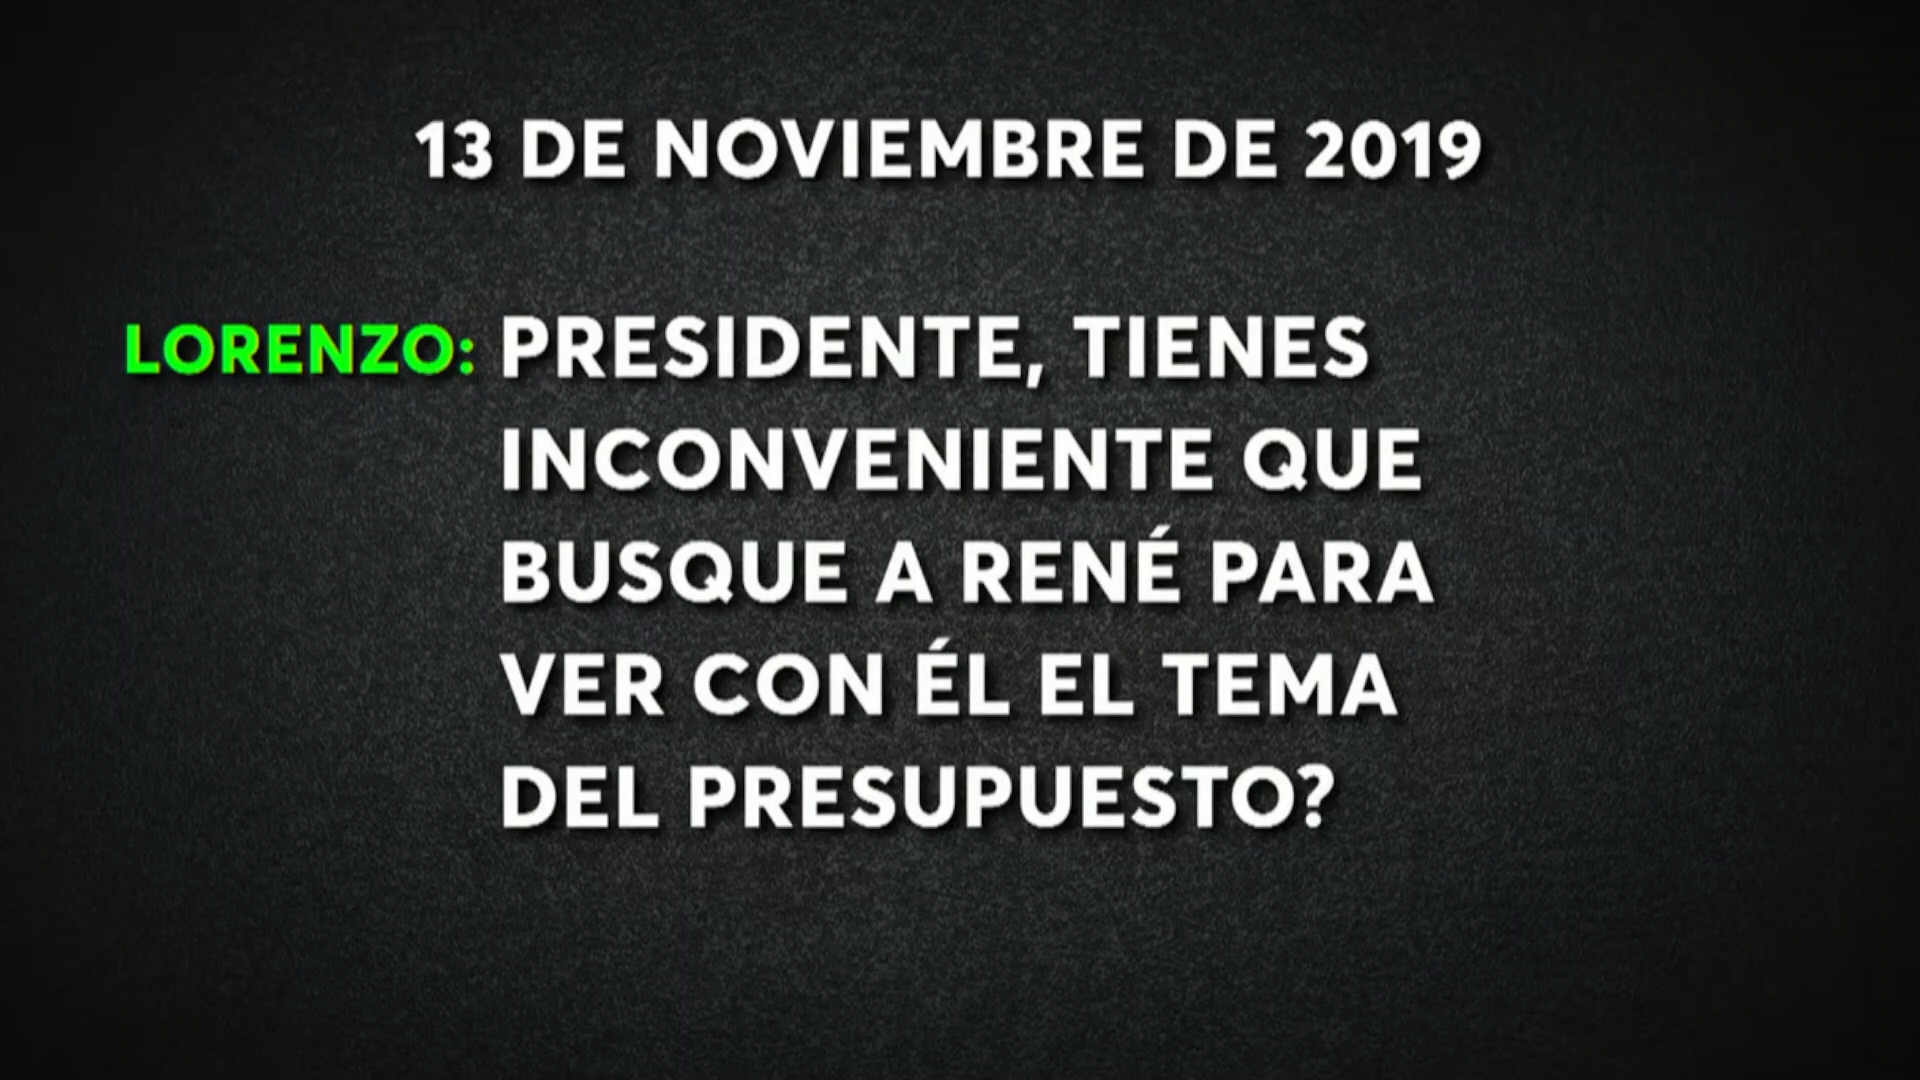 13 DE NOVIEMBRE DE 2019
LORENZO: PRESIDENTE, TIENES
INCONVENIENTE QUE
BUSQUE A RENÉ PARA
VER CON ÉL EL TEMA
DEL PRESUPUESTO?